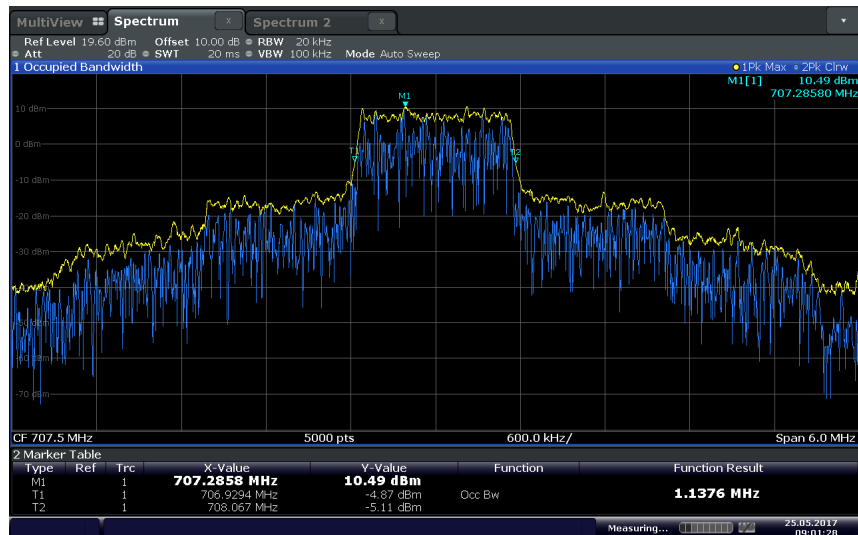 MultiView Spectrum x Spectrum 2 x
Ref Level 19.60 dBm Offset 10.00 dB RBW 20 kHz
Att 20 dB SWT 20 ms VBW 100 kHz Mode Auto Sweep
1 Occupied Bandwidth 1Pk Max 2Pk Clrw
M1[1] 10.49 dBm
707.28580 MHz
M1
10 dBm
0 dBm
T1 T2
-10 dBm
-20 dBm
-30 dBm
-50 dBm
-60 dBm
-70 dBm
CF 707.5 MHz 5000 pts 600.0 kHz/ Span 6.0 MHz
2 Marker Table
Type Ref Trc X-Value Y-Value Function Function Result
M1 1 707.2858 MHz 10.49 dBm
T1 1 706.9294 MHz -4.87 dBm Occ Bw 1.1376 MHz
T2 1 708.067 MHz -5.11 dBm
Measuring... 25.05.2017
09:01:28